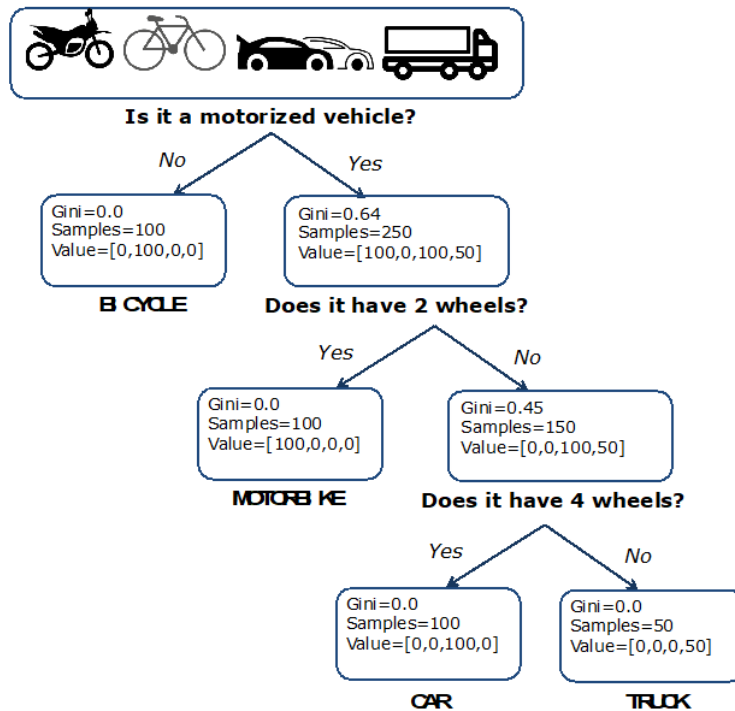 Is it a motorized vehicle?
No
Yes
Gini=0.0
Samples=100
Value=[0,100,0,0]
BICYCLE
Gini=0.64
Samples=250
Value=[100,0,100,50]
Does it have 2 wheels?
Yes
No
Gini=0.0
Samples=100
Value=[100,0,0,0]
MOTORBIKE
Gini=0.45
Samples=150
Value=[0,0,100,50]
Does it have 4 wheels?
Yes
No
Gini=0.0
Samples=100
Value=[0,0,100,0]
CAR
Gini=0.0
Samples=50
Value=[0,0,0,50]
TRUCK